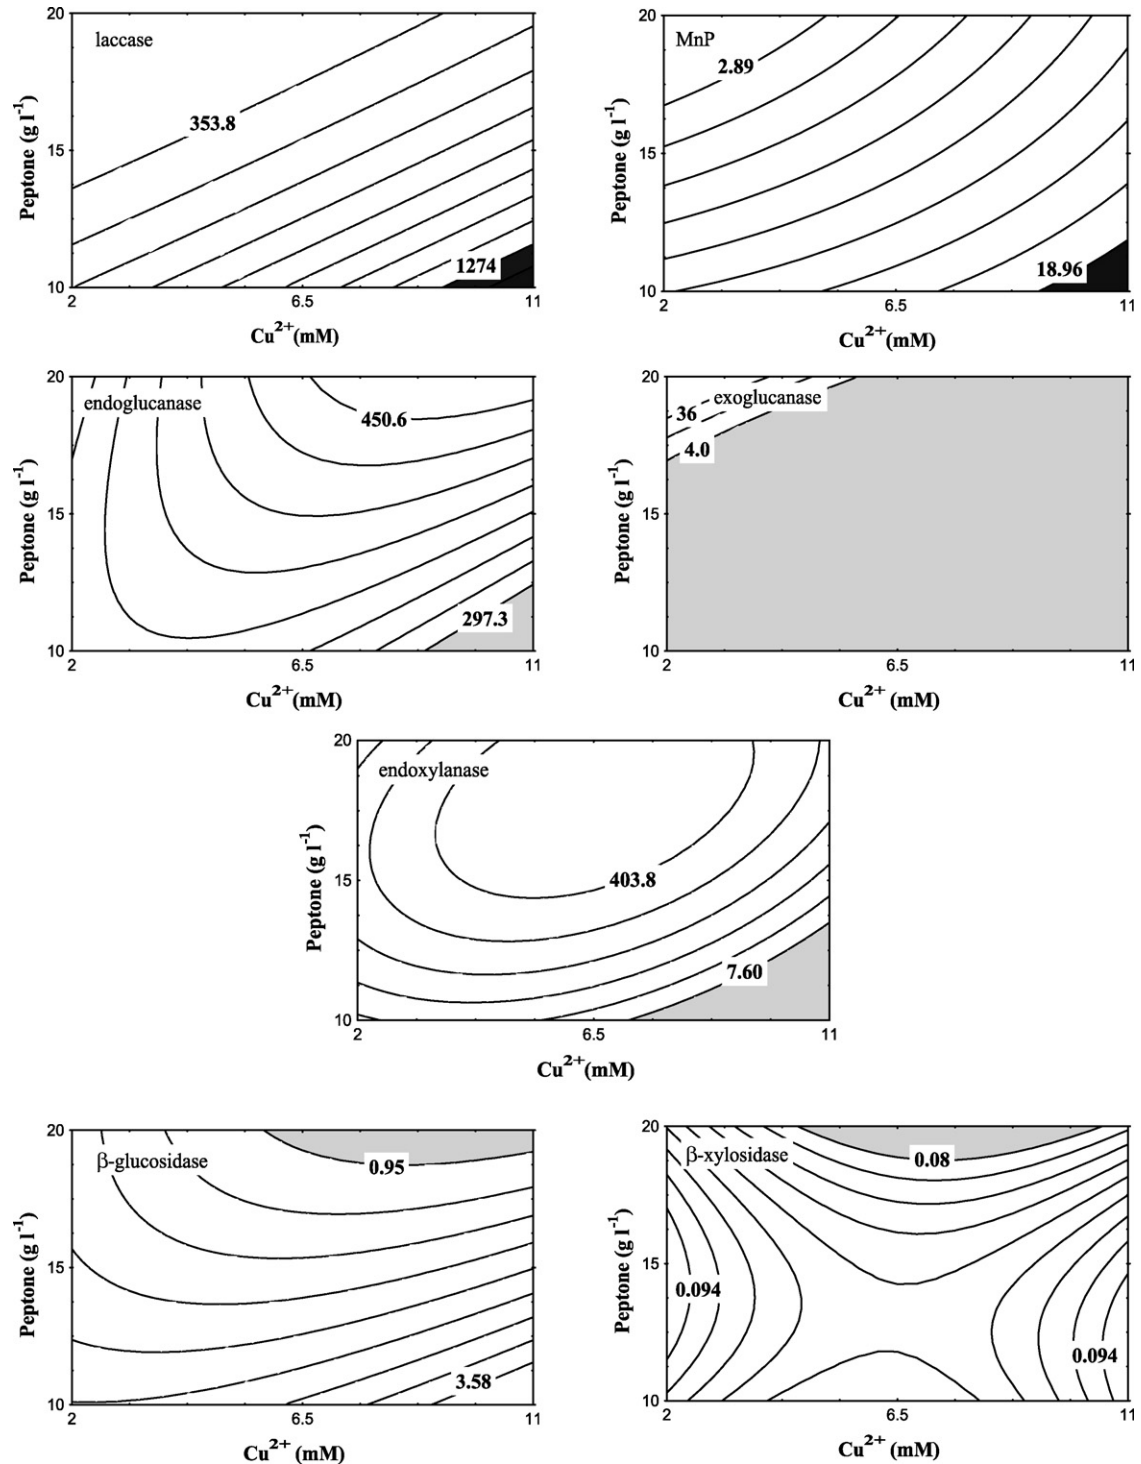 laccase
353.8
1274
20
15
10
2
6.5
11
Peptone (g l⁻¹)
Cu²⁺(mM)
MnP
2.89
18.96
20
15
10
2
6.5
11
Peptone (g l⁻¹)
Cu²⁺(mM)
endoglucanase
450.6
297.3
20
15
10
2
6.5
11
Peptone (g l⁻¹)
Cu²⁺(mM)
exoglucanase
36
4.0
20
15
10
2
6.5
11
Peptone (g l⁻¹)
Cu²⁺ (mM)
endoxylanase
403.8
7.60
20
15
10
2
6.5
11
Peptone (g l⁻¹)
Cu²⁺(mM)
β-glucosidase
0.95
3.58
20
15
10
2
6.5
11
Peptone (g l⁻¹)
Cu²⁺(mM)
β-xylosidase
0.08
0.094
0.094
20
15
10
2
6.5
11
Peptone (g l⁻¹)
Cu²⁺ (mM)